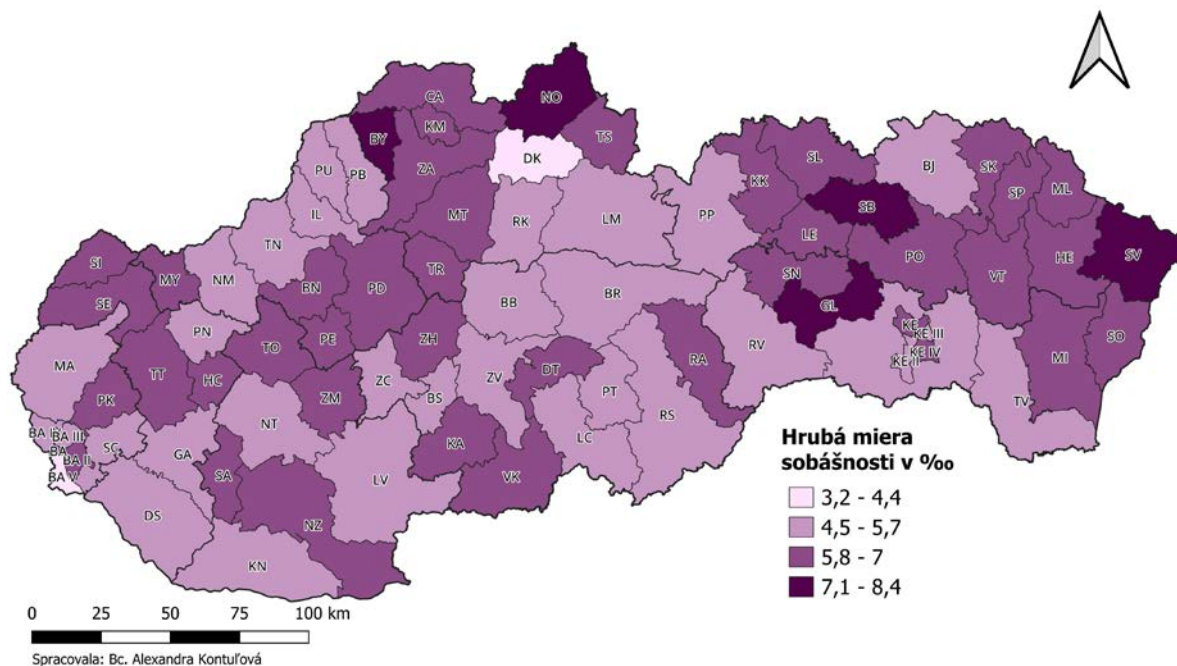 NO
CA
KM
BY
TS
DK
PU
PB
ZA
SL
BJ
SK
SP
ML
KK
IL
MT
RK
LM
PP
SB
LE
PO
HE
SV
VT
TN
SI
MY
NM
BN
PD
TR
SN
GL
SE
BB
BR
PN
TO
PE
ZH
RV
KE
KE III
KE IV
KE II
SO
MI
MA
TT
HC
RA
DT
ZC
ZV
PT
PK
ZM
BS
RS
TV
NT
BA III
BA
BA II
BA V
SC
GA
KA
LC
SA
LV
VK
DS
NZ
KN
Hrubá miera
sobášnosti v ‰
3,2 - 4,4
4,5 - 5,7
5,8 - 7
7,1 - 8,4
0 25 50 75 100 km
Spracovala: Bc. Alexandra Kontuľová